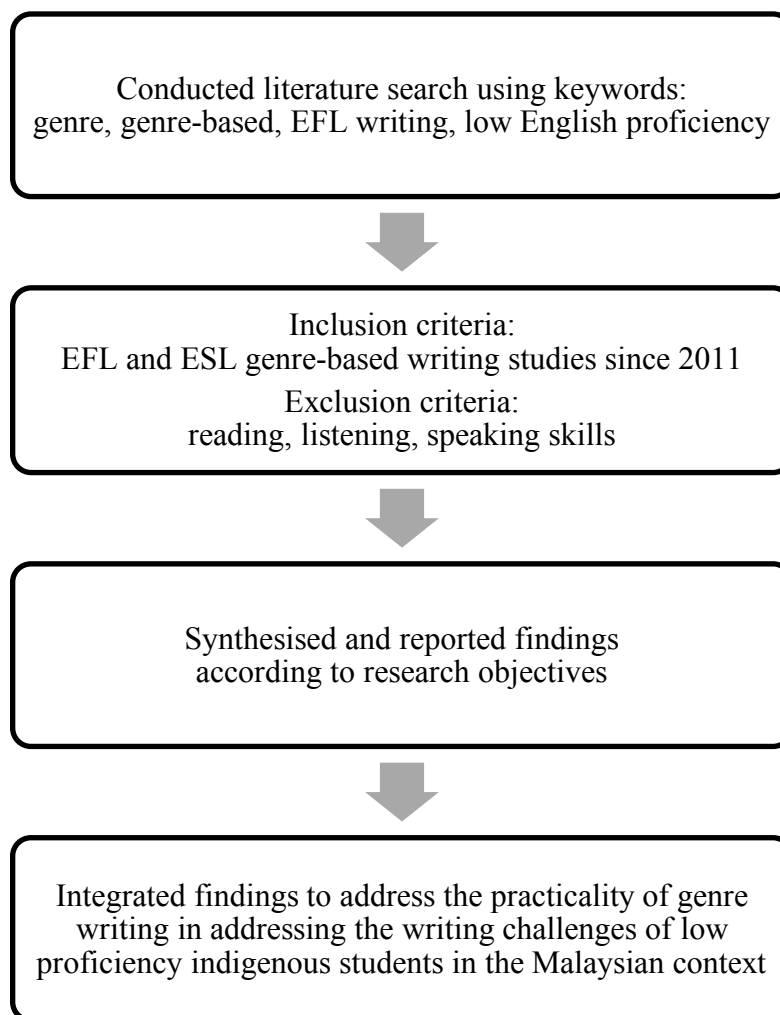 Conducted literature search using keywords:
genre, genre-based, EFL writing, low English proficiency
Inclusion criteria:
EFL and ESL genre-based writing studies since 2011
Exclusion criteria:
reading, listening, speaking skills
Synthesised and reported findings
according to research objectives
Integrated findings to address the practicality of genre
writing in addressing the writing challenges of low
proficiency indigenous students in the Malaysian context